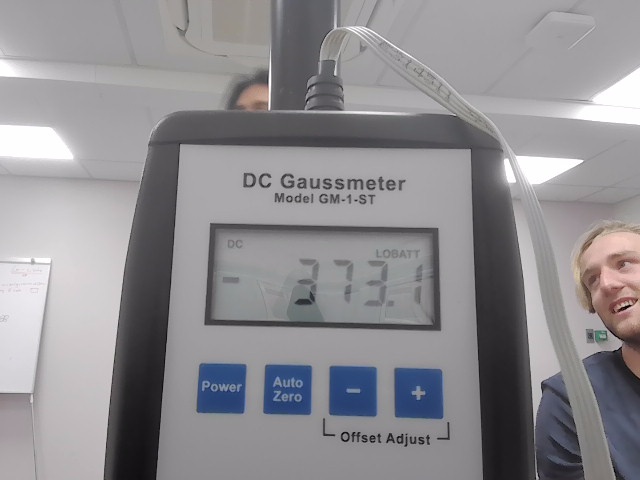 DC Gaussmeter
Model GM-1-ST
DC
LOBATT
- 373.1
Power
Auto
Zero
-
+
Offset Adjust